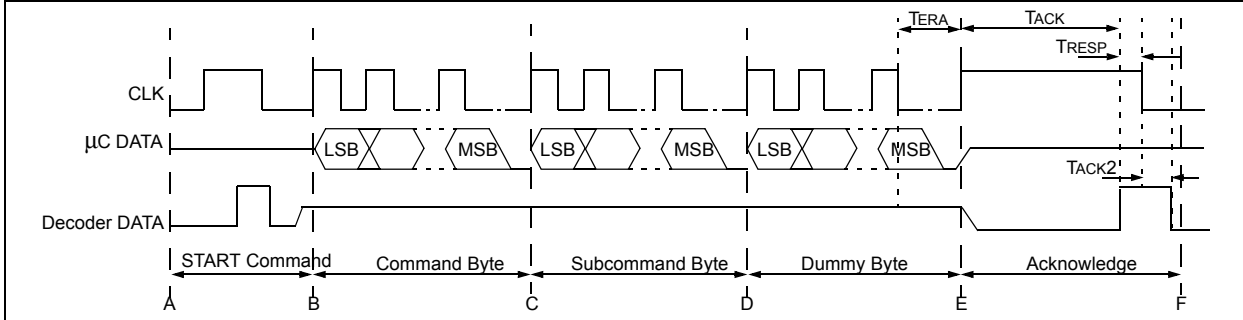 TERA TACK
TRESP
CLK
μC DATA LSB MSB LSB MSB LSB MSB
TACK2
Decoder DATA
START Command Command Byte Subcommand Byte Dummy Byte Acknowledge
A B C D E F